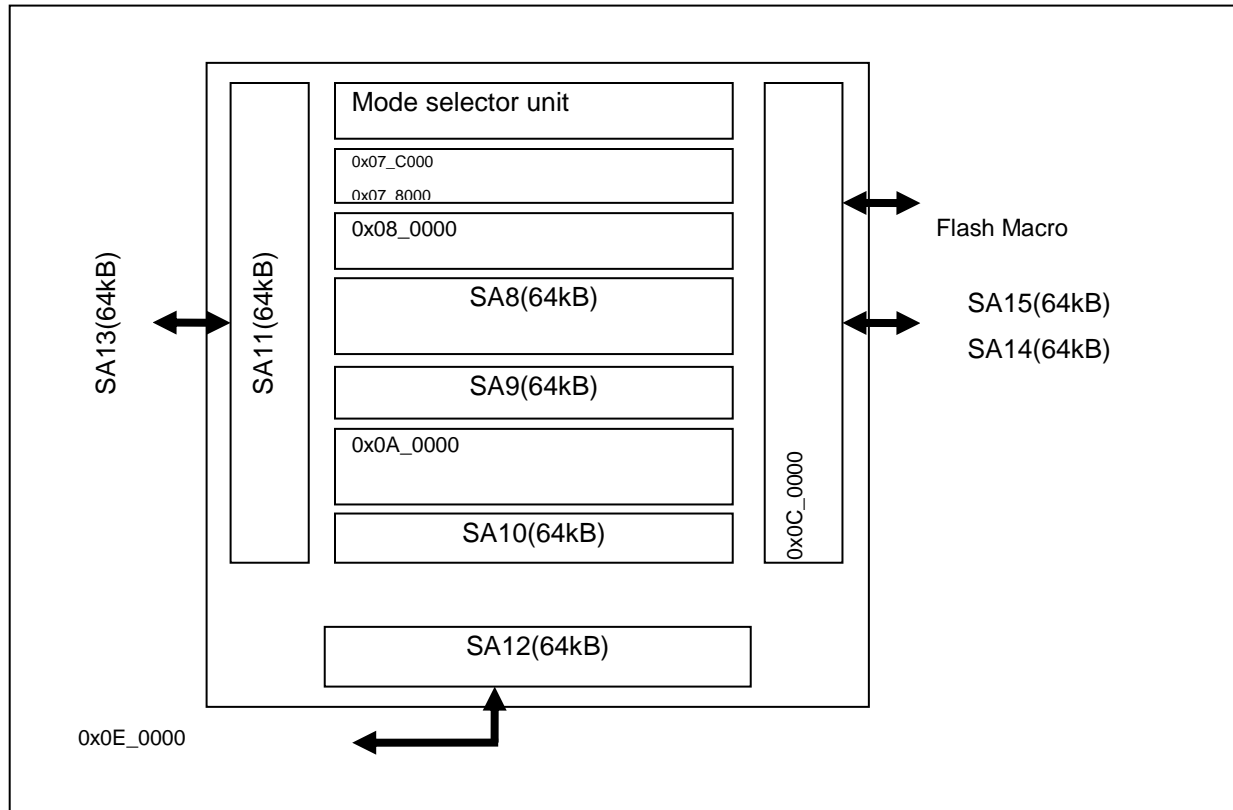 Mode selector unit
0x07_C000
0x07_8000
0x08_0000
Flash Macro
SA13(64kB)
SA11(64kB)
SA8(64kB)
SA15(64kB)
SA14(64kB)
SA9(64kB)
0x0A_0000
0x0C_0000
SA10(64kB)
SA12(64kB)
0x0E_0000